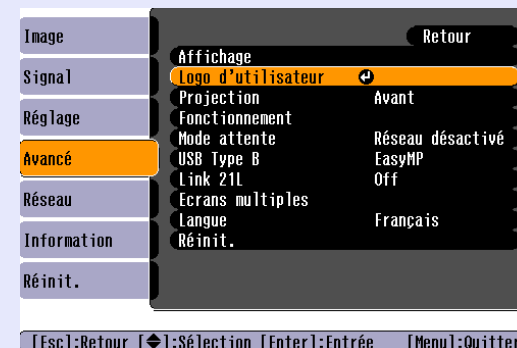 Image
Signal
Réglage
Avancé
Réseau
Information
Réinit.
Retour
Affichage
Logo d'utilisateur
Projection Avant
Fonctionnement
Mode attente Réseau désactivé
USB Type B EasyMP
Link 21L Off
Ecrans multiples
Langue Français
Réinit.
[Esc]:Retour [◆]:Sélection [Enter]:Entrée [Menu]:Quitter